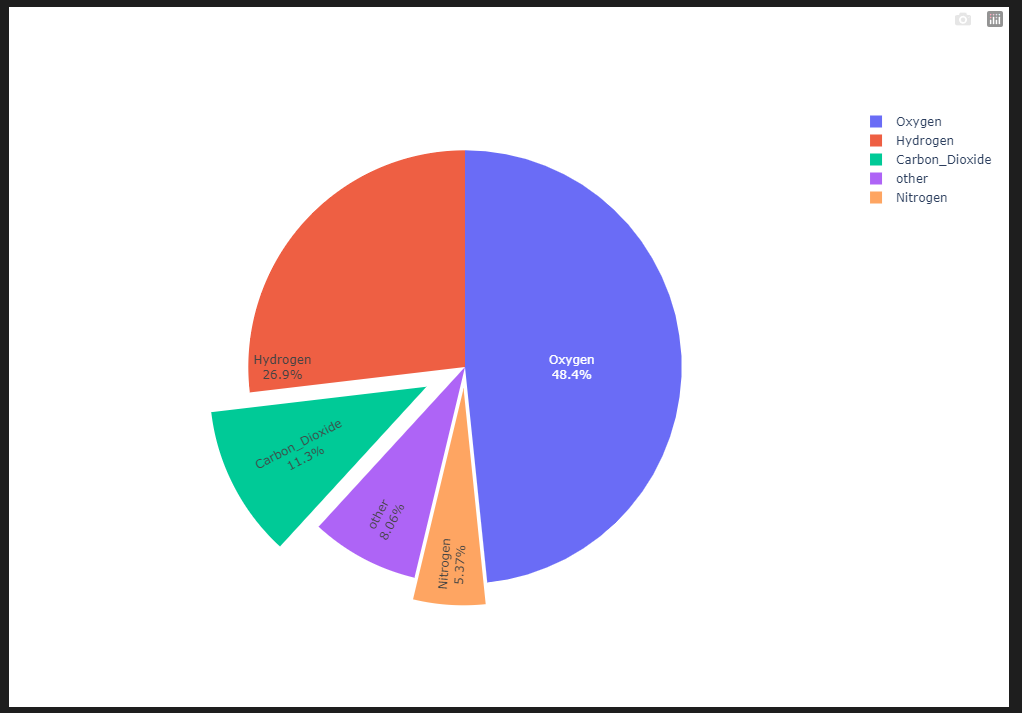 Oxygen
Hydrogen
Carbon_Dioxide
other
Nitrogen
Hydrogen
26.9%
Oxygen
48.4%
Carbon_Dioxide
11.3%
other
8.06%
Nitrogen
5.37%